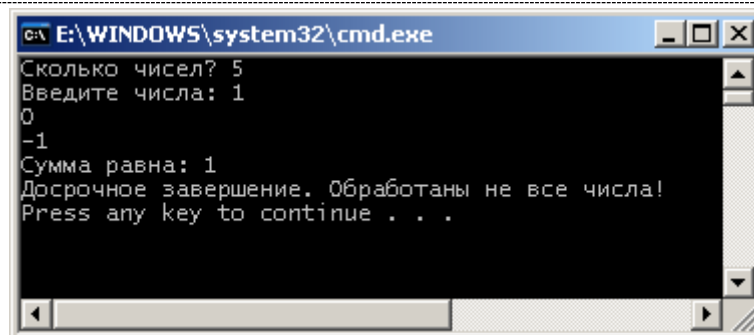 E:\WINDOWS\system32\cmd.exe
Сколько чисел? 5
Введите числа: 1
0
-1
Сумма равна: 1
Досрочное завершение. Обработаны не все числа!
Press any key to continue . . .